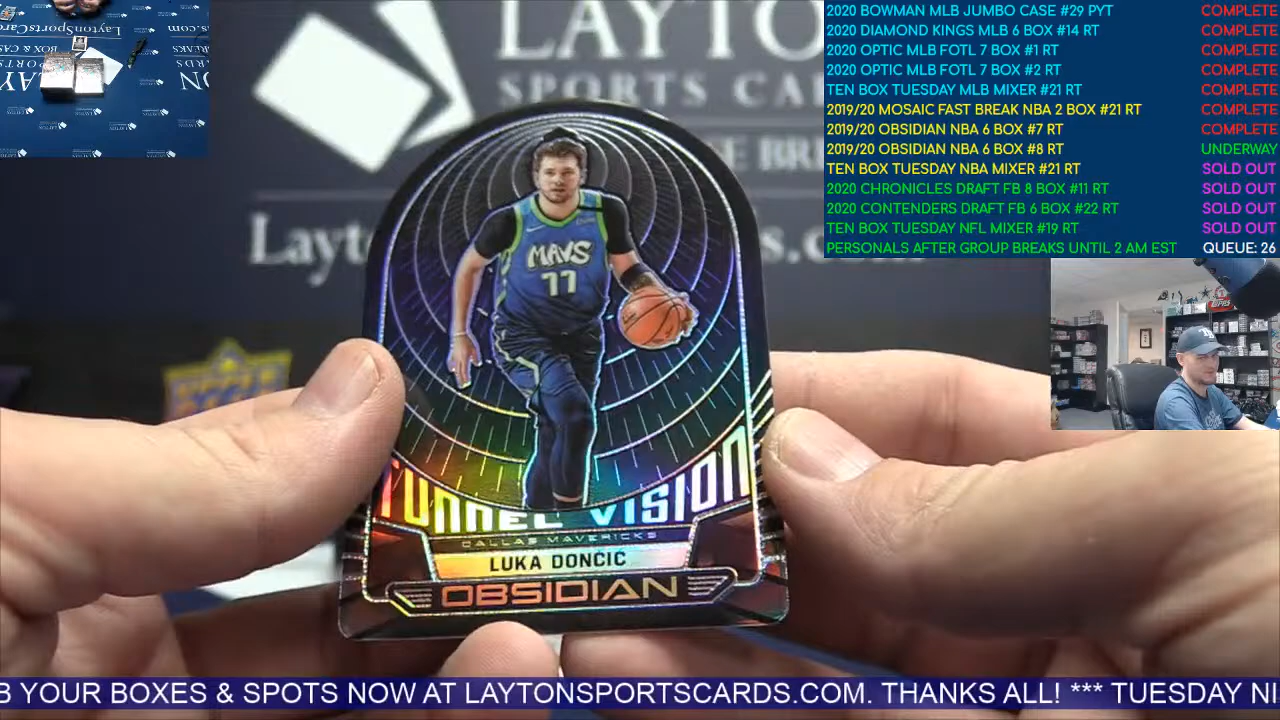 2020 BOWMAN MLB JUMBO CASE #29 PYT COMPLETE
2020 DIAMOND KINGS MLB 6 BOX #14 RT COMPLETE
2020 OPTIC MLB FOTL 7 BOX #1 RT COMPLETE
2020 OPTIC MLB FOTL 7 BOX #2 RT COMPLETE
TEN BOX TUESDAY MLB MIXER #21 RT COMPLETE
2019/20 MOSAIC FAST BREAK NBA 2 BOX #21 RT COMPLETE
2019/20 OBSIDIAN NBA 6 BOX #7 RT COMPLETE
2019/20 OBSIDIAN NBA 6 BOX #8 RT UNDERWAY
TEN BOX TUESDAY NBA MIXER #21 RT SOLD OUT
2020 CHRONICLES DRAFT FB 8 BOX #11 RT SOLD OUT
2020 CONTENDERS DRAFT FB 6 BOX #22 RT SOLD OUT
TEN BOX TUESDAY NFL MIXER #19 RT SOLD OUT
PERSONALS AFTER GROUP BREAKS UNTIL 2 AM EST QUEUE: 26
LAYTO
SPORTS CA
Layt
MAVS
77
TUNNEL VISION
DALLAS MAVERICKS
LUKA DONČIĆ
OBSIDIAN
B YOUR BOXES & SPOTS NOW AT LAYTONSPORTSCARDS.COM. THANKS ALL! *** TUESDAY NI